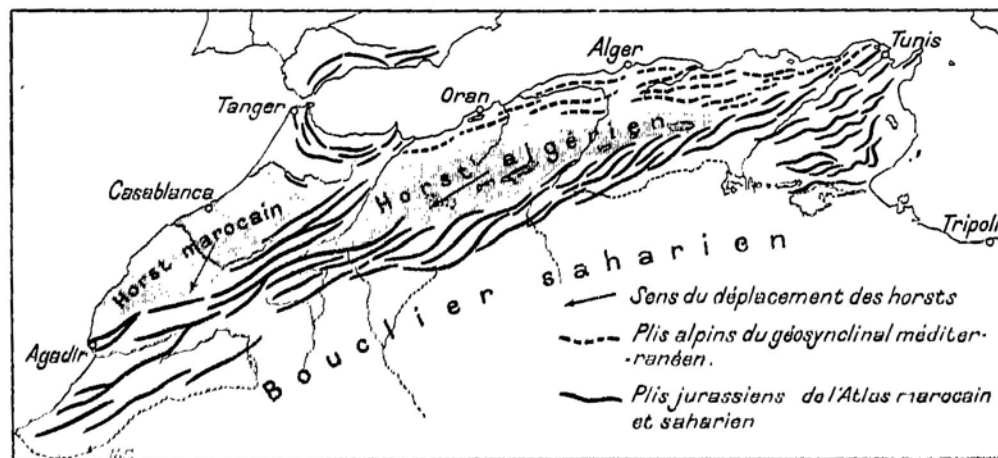 Tunis
Alger
Oran
Tanger
Horst algérien
Casablanca
Horst marocain
Tripoli
Bouclier saharien
Agadir
Sens du déplacement des horsts
Plis alpins du géosynclinal méditer-
-ranéen.
Plis jurassiens de l'Atlas marocain
et saharien